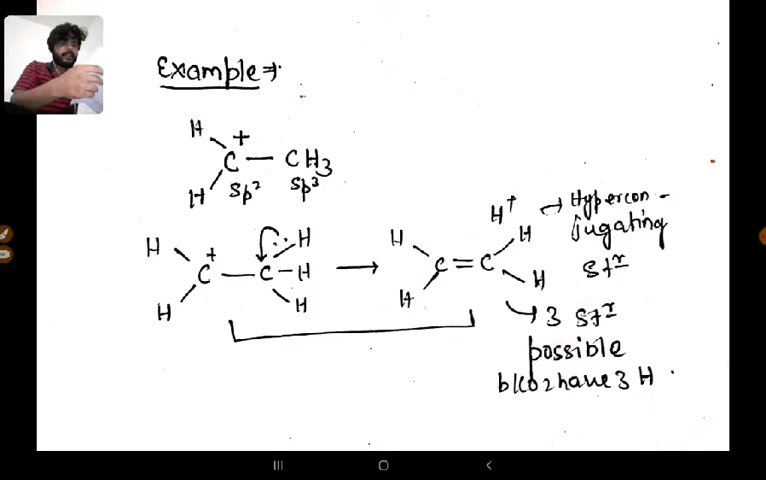 Example ⇒
H
+
C — CH3
H
sp² sp³
H + H
C — C — H
H H
→
H H⁺ H
C = C
H H
→ Hypercon -
jugating
stʳ
→ 3 stʳ
possible
bcoz have 3 H .